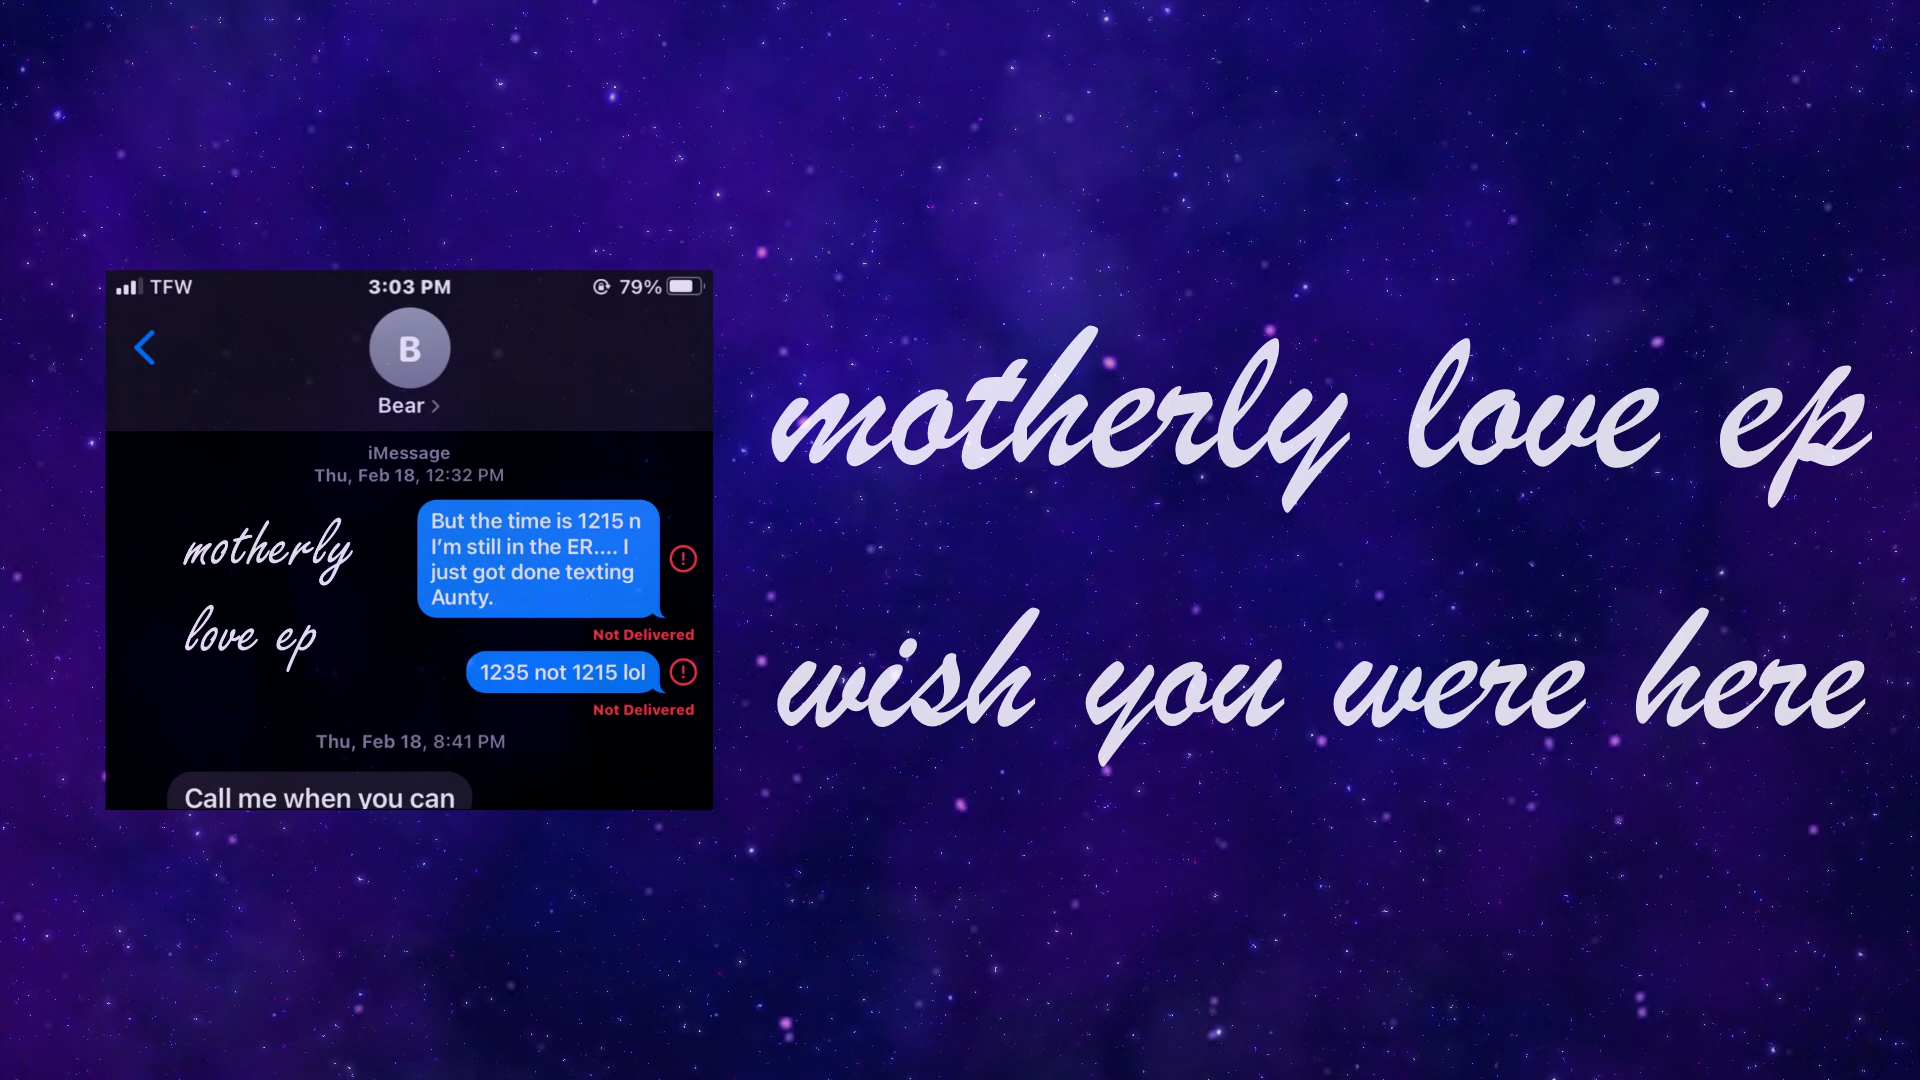 TFW 3:03 PM 79%
B
Bear
iMessage
Thu, Feb 18, 12:32 PM
But the time is 1215 n
I'm still in the ER.... I
just got done texting
Aunty.
Not Delivered
1235 not 1215 lol
Not Delivered
Thu, Feb 18, 8:41 PM
Call me when you can
motherly
love ep
motherly love ep
wish you were here